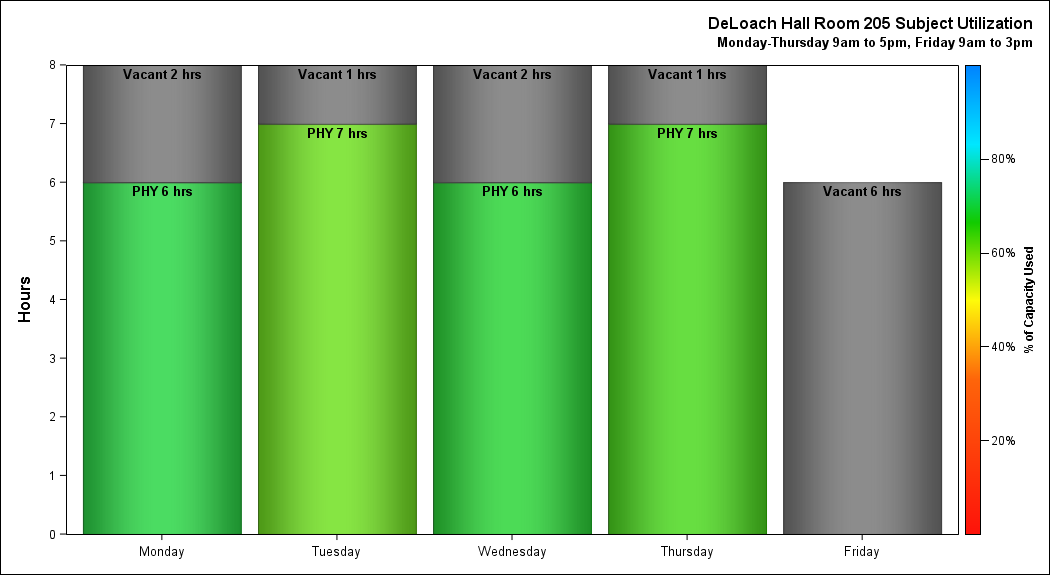 DeLoach Hall Room 205 Subject Utilization
Monday-Thursday 9am to 5pm, Friday 9am to 3pm
8
7
6
5
4
3
2
1
0
Hours
Vacant 2 hrs
PHY 6 hrs
Vacant 1 hrs
PHY 7 hrs
Vacant 2 hrs
PHY 6 hrs
Vacant 1 hrs
PHY 7 hrs
Vacant 6 hrs
Monday
Tuesday
Wednesday
Thursday
Friday
80%
60%
40%
20%
% of Capacity Used